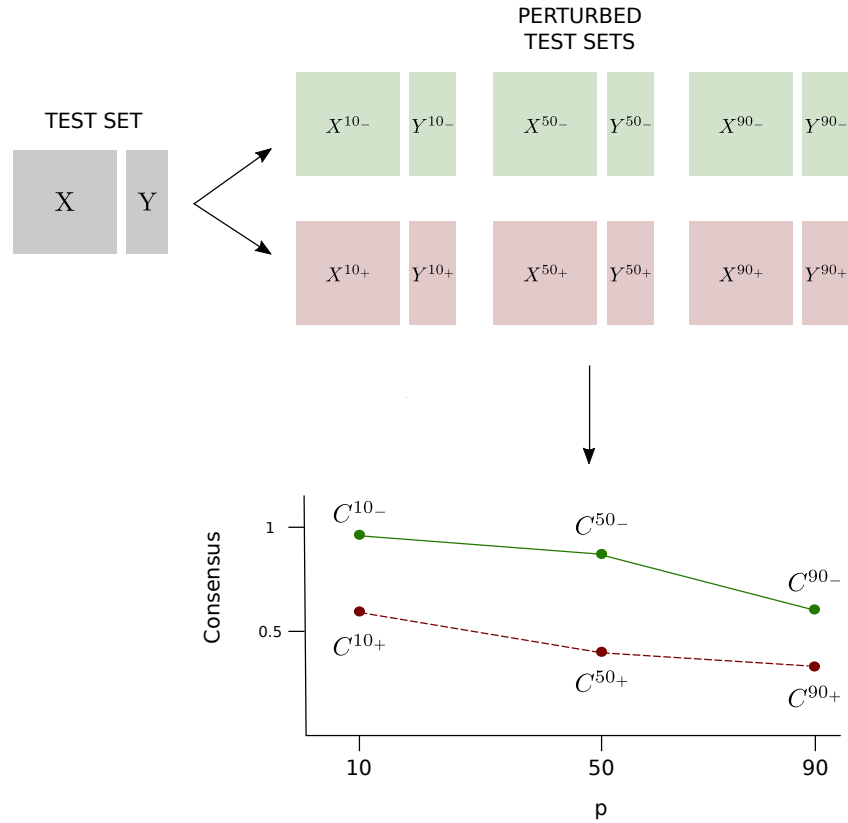 PERTURBED
TEST SETS
TEST SET
X Y
X^{10-} Y^{10-} X^{50-} Y^{50-} X^{90-} Y^{90-}
X^{10+} Y^{10+} X^{50+} Y^{50+} X^{90+} Y^{90+}
Consensus
1
0.5
C^{10-}
C^{50-}
C^{90-}
C^{10+}
C^{50+}
C^{90+}
10 50 90
p